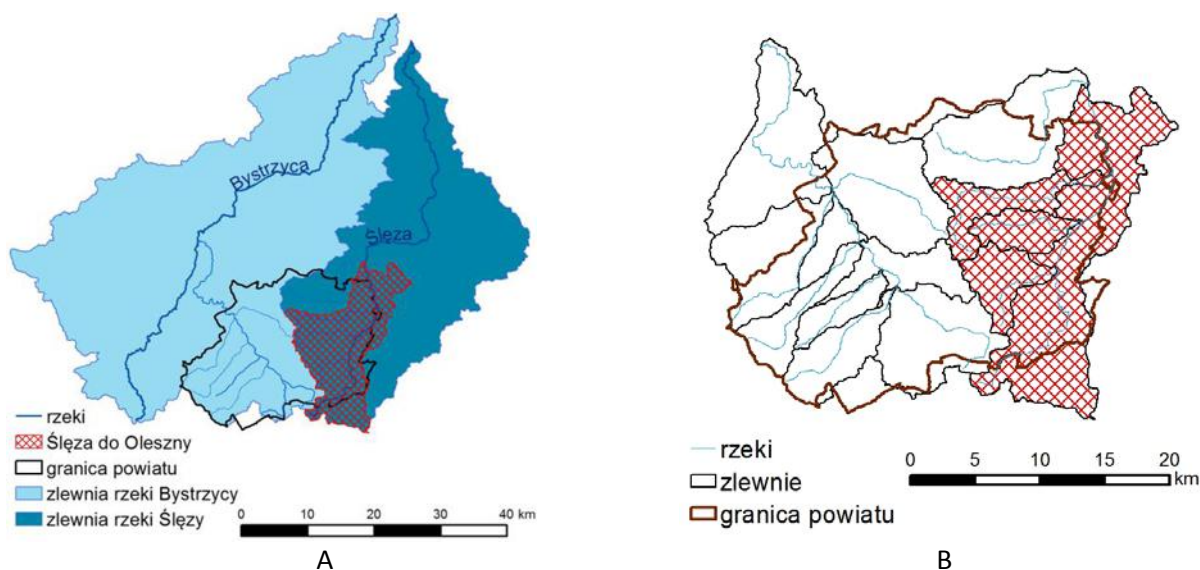 Bystrzyca
Ślęza
rzeki
Ślęza do Oleszny
granica powiatu
zlewnia rzeki Bystrzycy
zlewnia rzeki Ślęzy
0 10 20 30 40 km
A
rzeki
zlewnie
granica powiatu
0 5 10 15 20
km
B